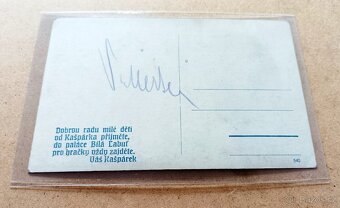 Dobrou radu milé děti
od Kašpárka přijměte,
do paláce Bílá Labuť
pro hračky vždy zajděte.
Váš Kašpárek